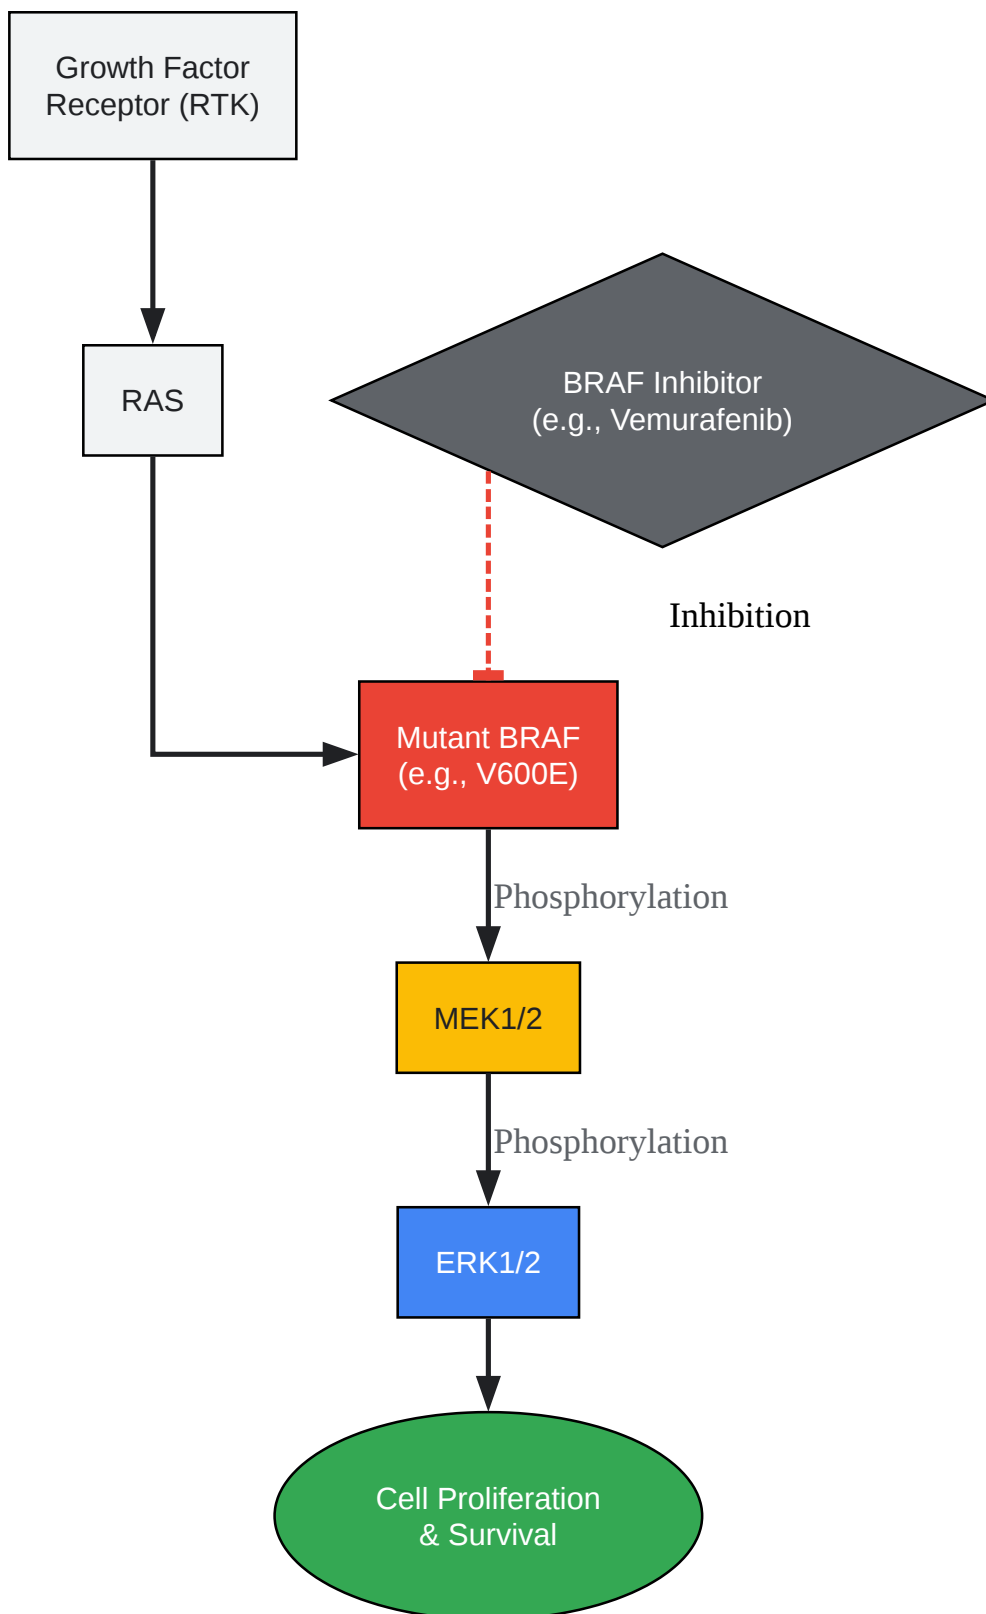 Growth Factor
Receptor (RTK)
RAS
BRAF Inhibitor
(e.g., Vemurafenib)
Inhibition
Mutant BRAF
(e.g., V600E)
Phosphorylation
MEK1/2
Phosphorylation
ERK1/2
Cell Proliferation
& Survival